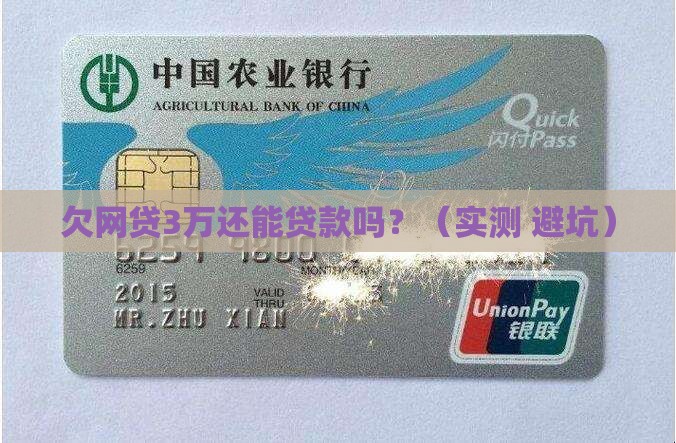 中国农业银行
AGRICULTURAL BANK OF CHINA
Quick
闪付Pass
欠网贷3万还能贷款吗？（实测 避坑）
6259
MONTH
2015
VALID
THRU
MR.ZHU XIAN
UnionPay
银联